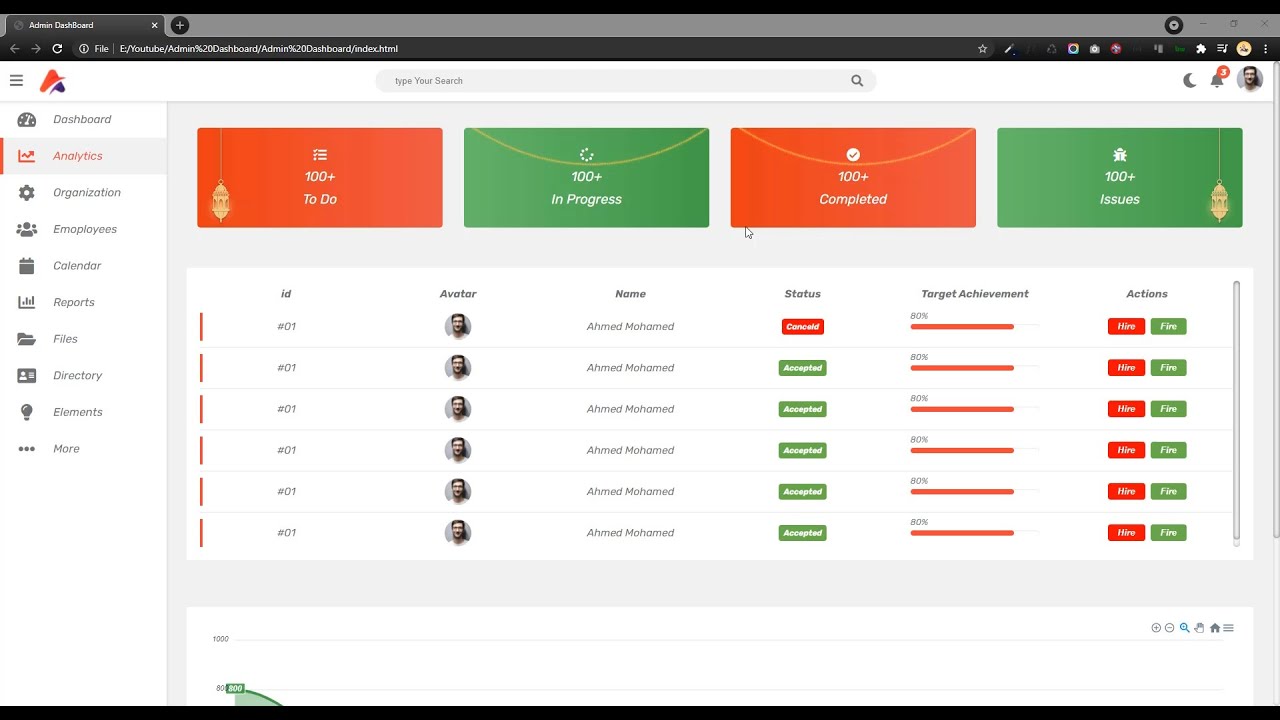 Admin DashBoard
File E:/Youtube/Admin%20Dashboard/Admin%20Dashboard/index.html
type Your Search
3
Dashboard
Analytics
Organization
Emoployees
Calendar
Reports
Files
Directory
Elements
More
100+
To Do
100+
In Progress
100+
Completed
100+
Issues
id Avatar Name Status Target Achievement Actions
#01 Ahmed Mohamed Canceld 80% Hire Fire
#01 Ahmed Mohamed Accepted 80% Hire Fire
#01 Ahmed Mohamed Accepted 80% Hire Fire
#01 Ahmed Mohamed Accepted 80% Hire Fire
#01 Ahmed Mohamed Accepted 80% Hire Fire
#01 Ahmed Mohamed Accepted 80% Hire Fire
1000
800